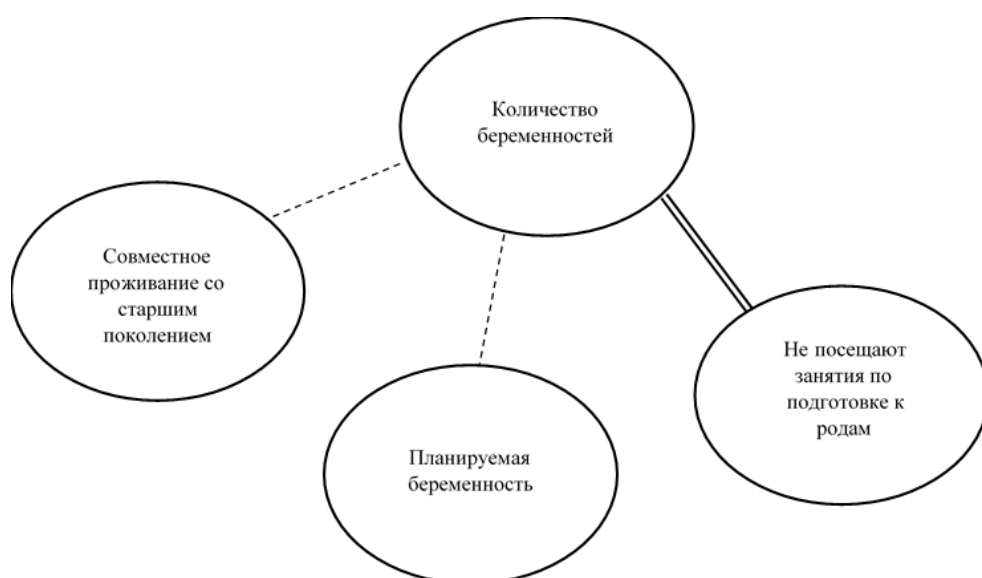 Количество
беременностей
Совместное
проживание со
старшим
поколением
Не посещают
занятия по
подготовке к
родам
Планируемая
беременность